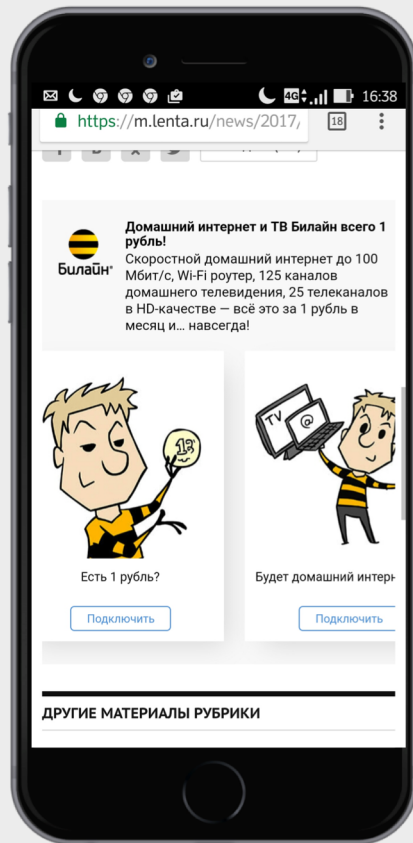 4G
16:38
https://m.lenta.ru/news/2017/
18
Домашний интернет и ТВ Билайн всего 1
рубль!
Скоростной домашний интернет до 100
Мбит/с, Wi-Fi роутер, 125 каналов
домашнего телевидения, 25 телеканалов
в HD-качестве — всё это за 1 рубль в
месяц и... навсегда!
Билайн®
TV
@
Есть 1 рубль?
Будет домашний интерн
Подключить
Подключить
ДРУГИЕ МАТЕРИАЛЫ РУБРИКИ